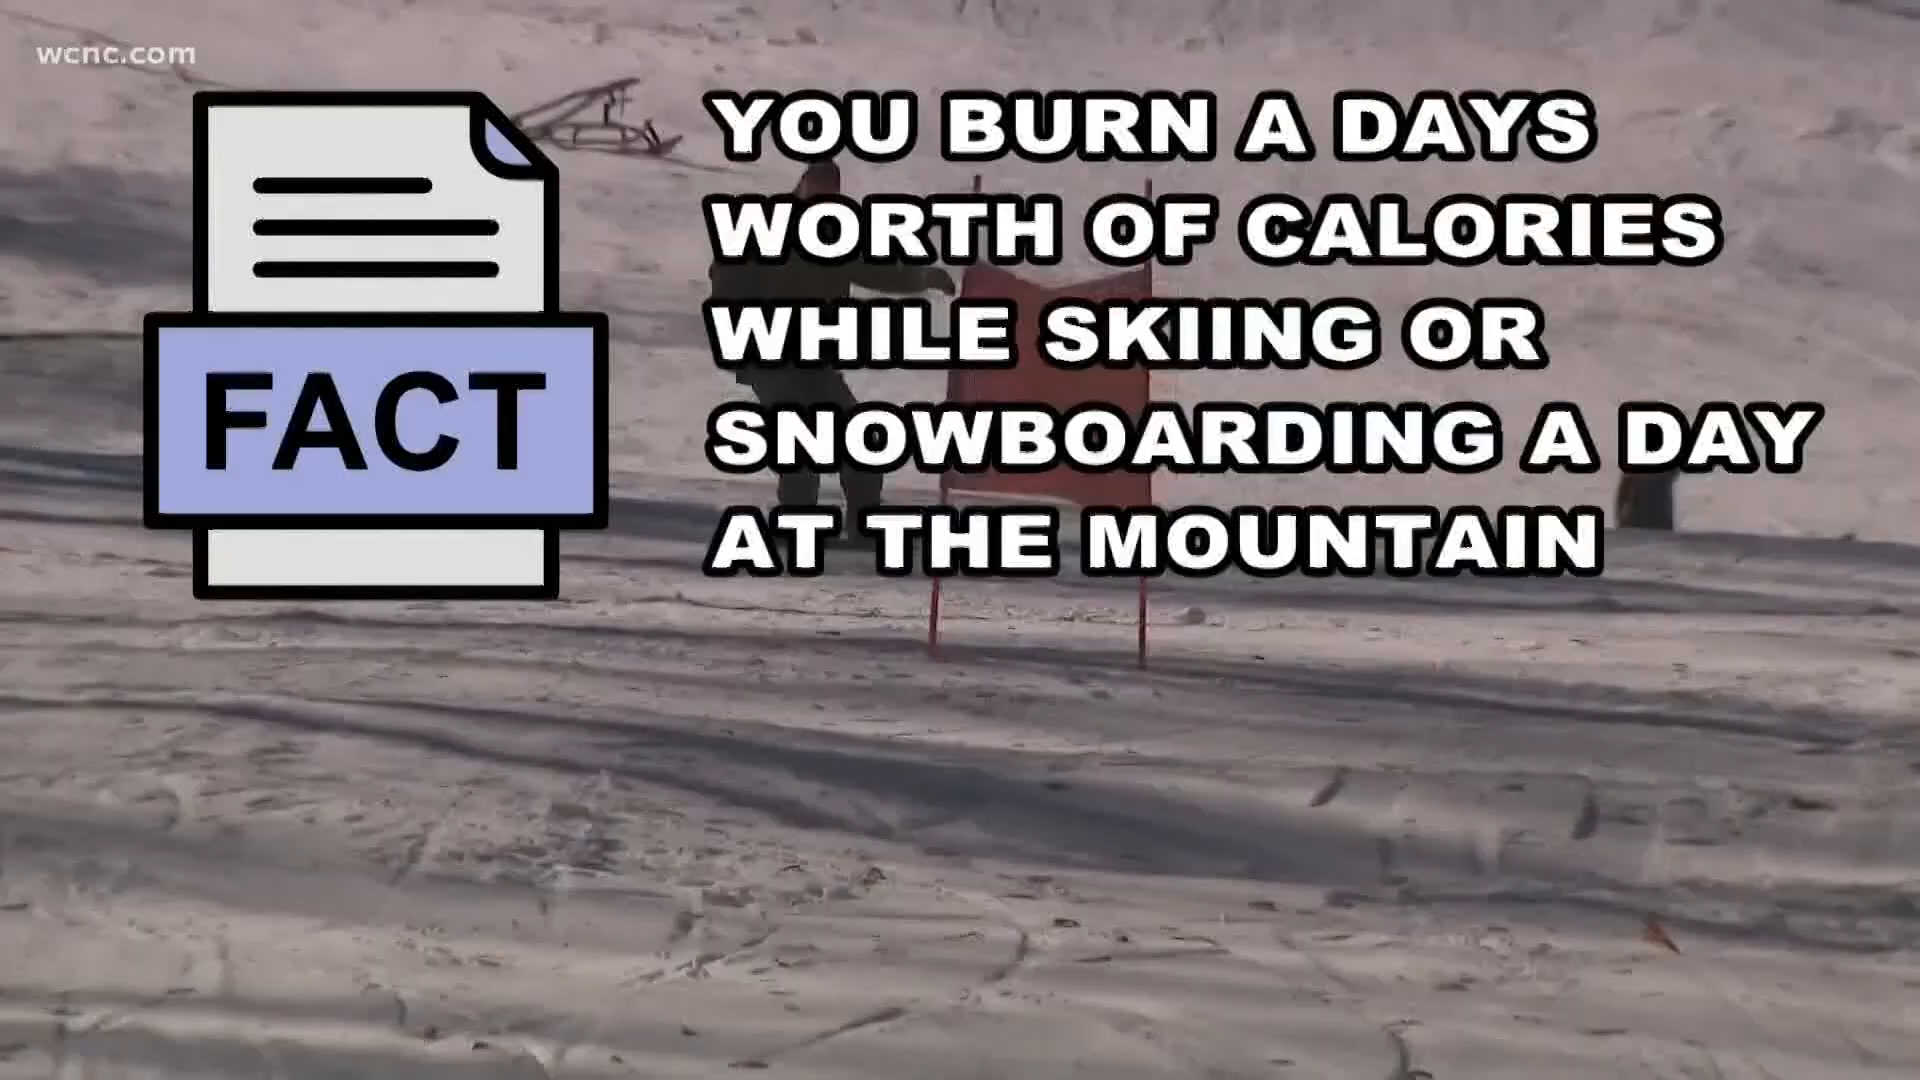 wcnc.com
FACT
YOU BURN A DAYS
WORTH OF CALORIES
WHILE SKIING OR
SNOWBOARDING A DAY
AT THE MOUNTAIN